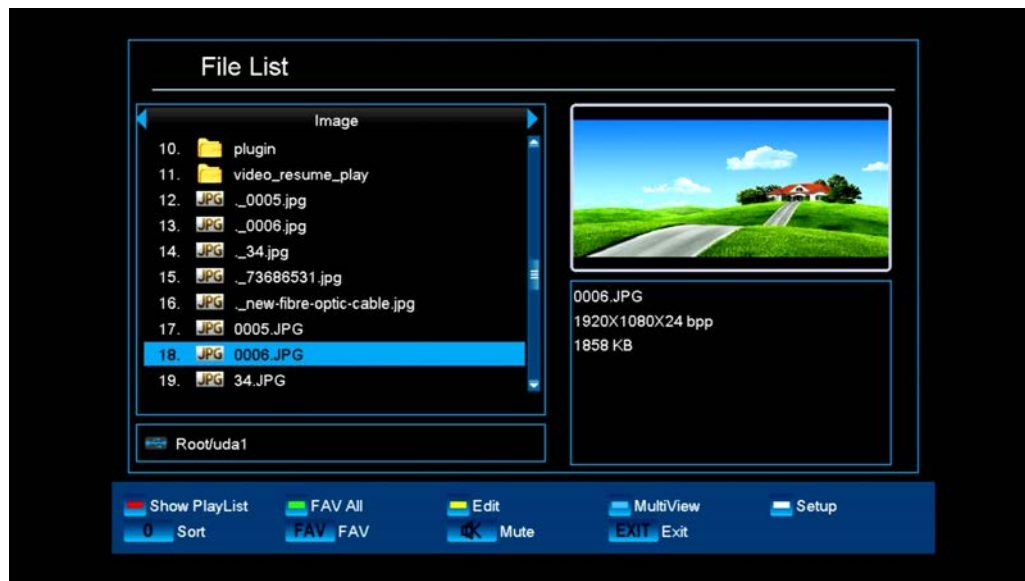 File List
Image
10. plugin
11. video_resume_play
12. JPG ._0005.jpg
13. JPG ._0006.jpg
14. JPG ._34.jpg
15. JPG ._73686531.jpg
16. JPG ._new-fibre-optic-cable.jpg
17. JPG 0005.JPG
18. JPG 0006.JPG
19. JPG 34.JPG
0006.JPG
1920X1080X24 bpp
1858 KB
Root/uda1
Show PlayList FAV All Edit MultiView Setup
0 Sort FAV FAV Mute EXIT Exit